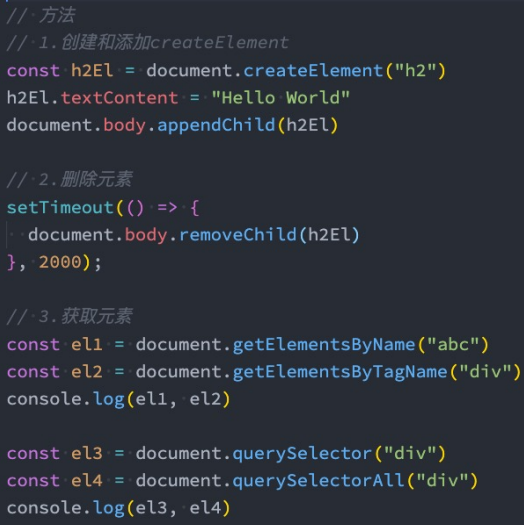 // 方法
// 1.创建和添加createElement
const h2El = document.createElement("h2")
h2El.textContent = "Hello World"
document.body.appendChild(h2El)

// 2.删除元素
setTimeout(() => {
  document.body.removeChild(h2El)
}, 2000);

// 3.获取元素
const el1 = document.getElementsByName("abc")
const el2 = document.getElementsByTagName("div")
console.log(el1, el2)

const el3 = document.querySelector("div")
const el4 = document.querySelectorAll("div")
console.log(el3, el4)